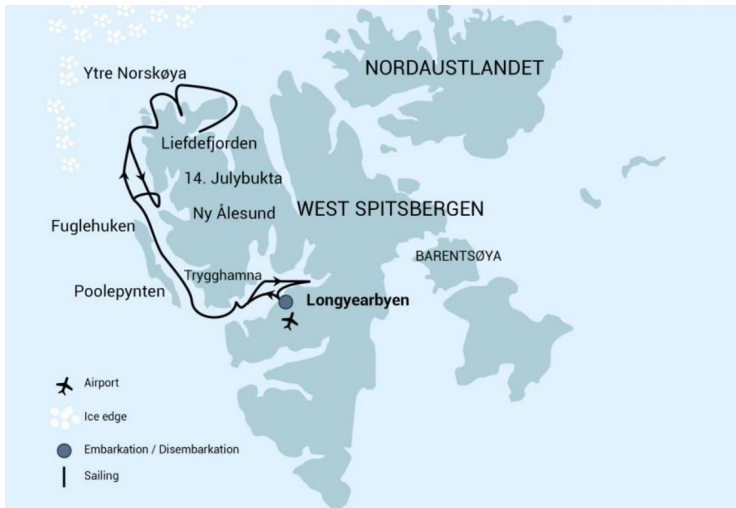 NORDAUSTLANDET
Ytre Norskøya
Liefdefjorden
14. Julybukta
Ny Ålesund
WEST SPITSBERGEN
Fuglehuken
BARENTSØYA
Trygghamna
Poolepynten
Longyearbyen
Airport
Ice edge
Embarkation / Disembarkation
Sailing